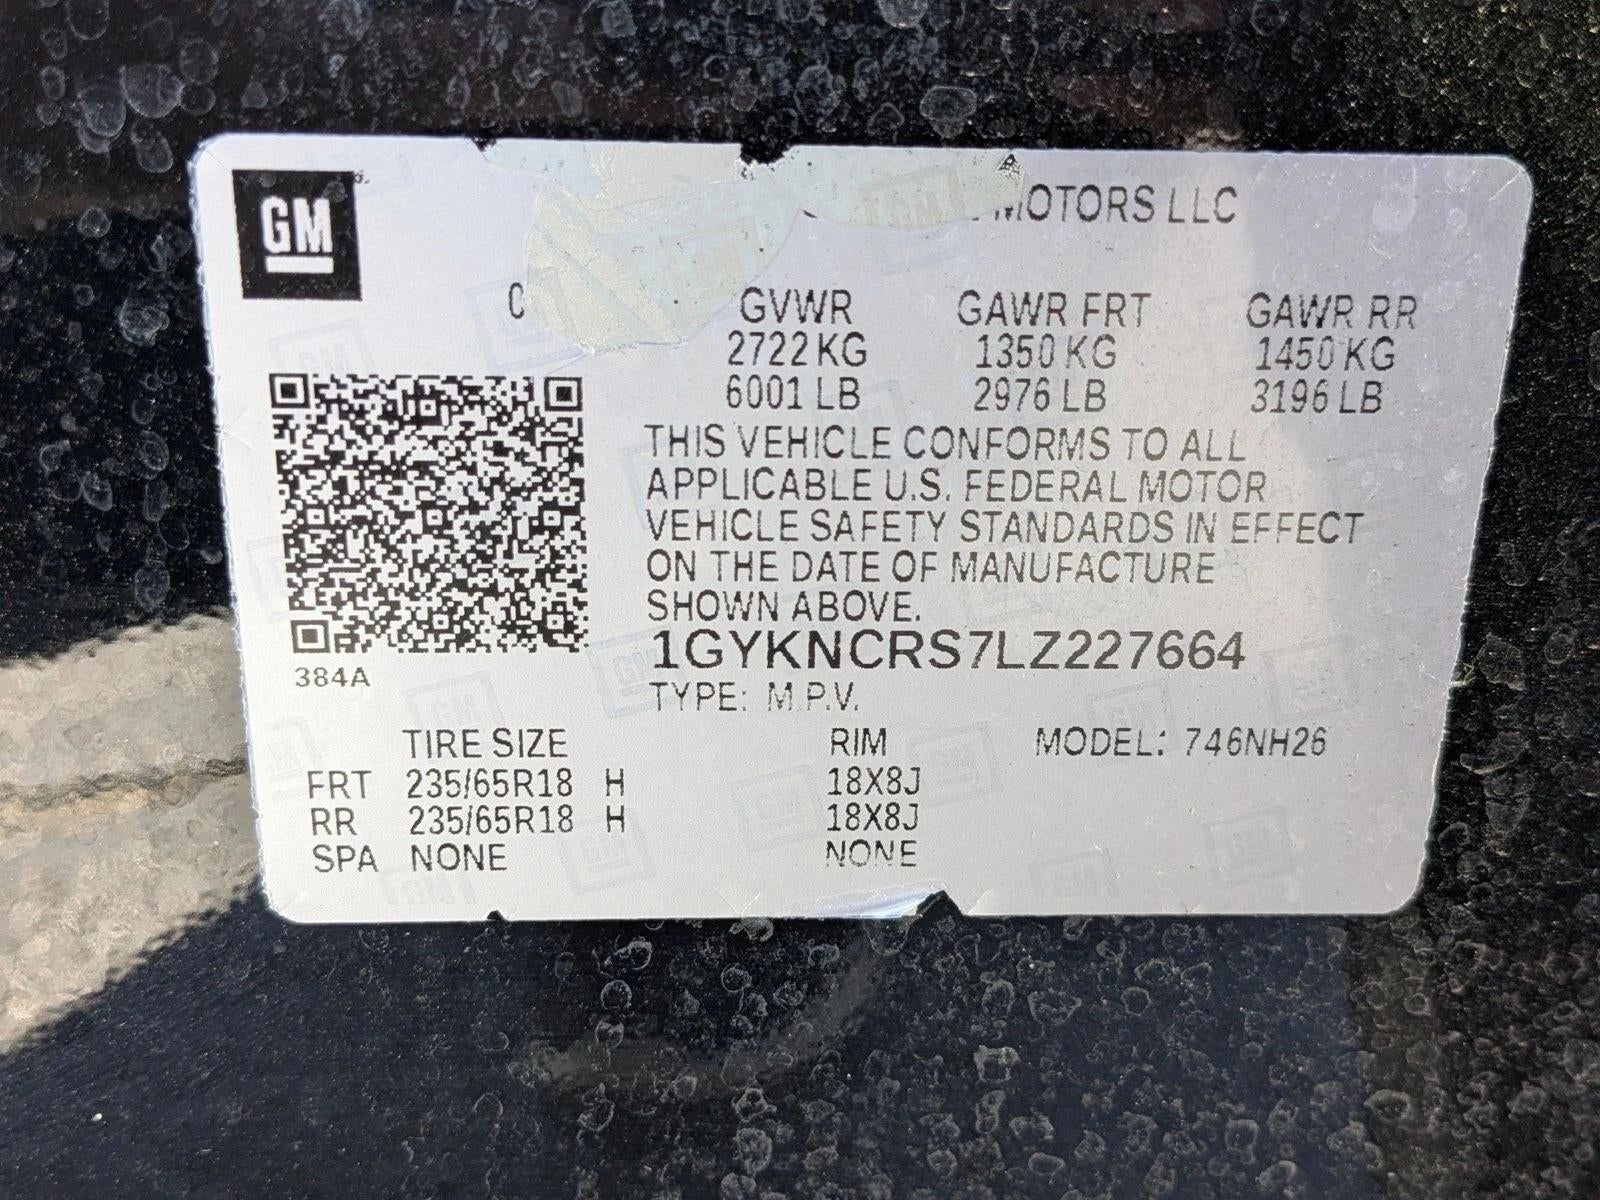 GM
MOTORS LLC
GVWR GAWR FRT GAWR RR
2722 KG 1350 KG 1450 KG
6001 LB 2976 LB 3196 LB
THIS VEHICLE CONFORMS TO ALL
APPLICABLE U.S. FEDERAL MOTOR
VEHICLE SAFETY STANDARDS IN EFFECT
ON THE DATE OF MANUFACTURE
SHOWN ABOVE.
1GYKNCRS7LZ227664
384A
TYPE: M.P.V.
TIRE SIZE RIM MODEL: 746NH26
FRT 235/65R18 H 18X8J
RR 235/65R18 H 18X8J
SPA NONE NONE